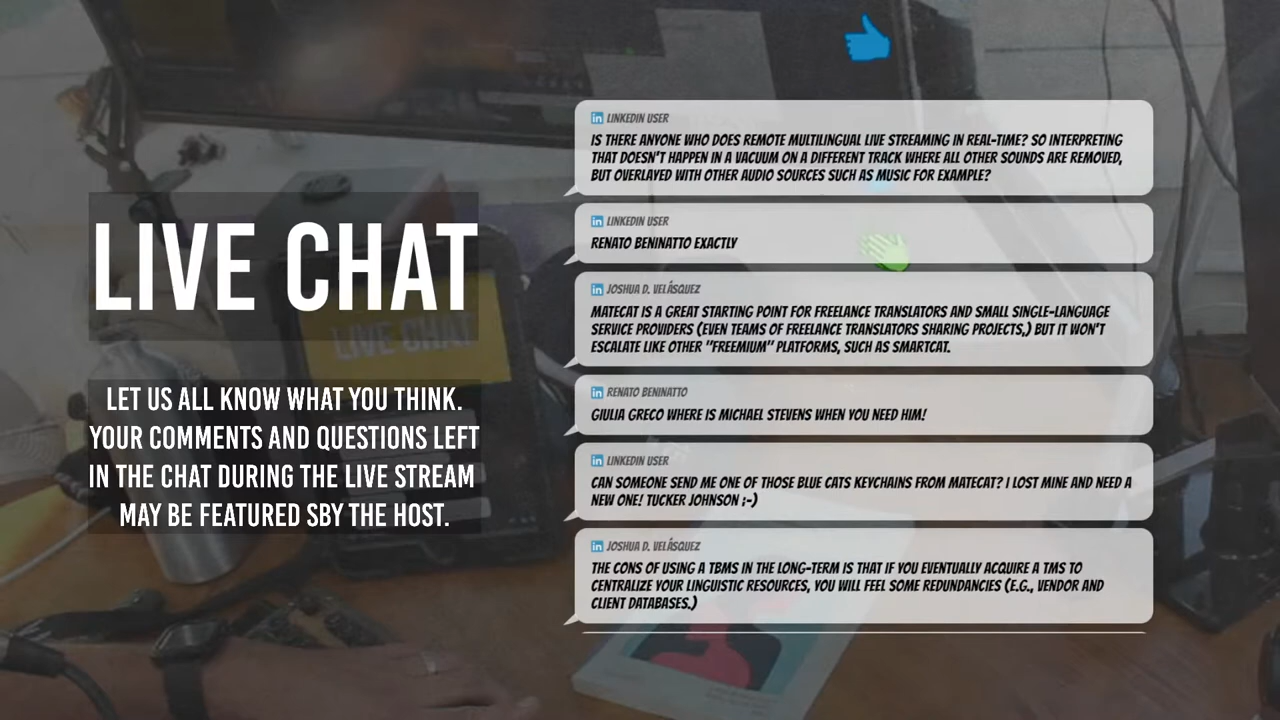 LIVE CHAT
LET US ALL KNOW WHAT YOU THINK.
YOUR COMMENTS AND QUESTIONS LEFT
IN THE CHAT DURING THE LIVE STREAM
MAY BE FEATURED SBY THE HOST.
LIVE CHAT
in LINKEDIN USER
IS THERE ANYONE WHO DOES REMOTE MULTILINGUAL LIVE STREAMING IN REAL-TIME? SO INTERPRETING
THAT DOESN'T HAPPEN IN A VACUUM ON A DIFFERENT TRACK WHERE ALL OTHER SOUNDS ARE REMOVED,
BUT OVERLAYED WITH OTHER AUDIO SOURCES SUCH AS MUSIC FOR EXAMPLE?
in LINKEDIN USER
RENATO BENINATTO EXACTLY
in JOSHUA D. VELÁSQUEZ
MATECAT IS A GREAT STARTING POINT FOR FREELANCE TRANSLATORS AND SMALL SINGLE-LANGUAGE
SERVICE PROVIDERS (EVEN TEAMS OF FREELANCE TRANSLATORS SHARING PROJECTS,) BUT IT WON'T
ESCALATE LIKE OTHER "FREEMIUM" PLATFORMS, SUCH AS SMARTCAT.
in RENATO BENINATTO
GIULIA GRECO WHERE IS MICHAEL STEVENS WHEN YOU NEED HIM!
in LINKEDIN USER
CAN SOMEONE SEND ME ONE OF THOSE BLUE CATS KEYCHAINS FROM MATECAT? I LOST MINE AND NEED A
NEW ONE! TUCKER JOHNSON ;-)
in JOSHUA D. VELÁSQUEZ
THE CONS OF USING A TBMS IN THE LONG-TERM IS THAT IF YOU EVENTUALLY ACQUIRE A TMS TO
CENTRALIZE YOUR LINGUISTIC RESOURCES, YOU WILL FEEL SOME REDUNDANCIES (E.G., VENDOR AND
CLIENT DATABASES.)